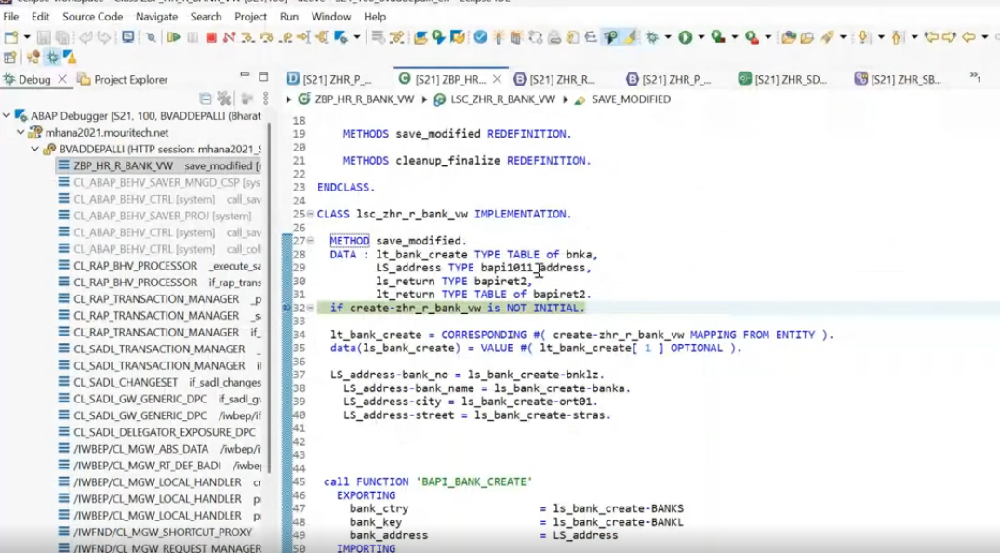 File Edit Source Code Navigate Search Project Run Window Help
Debug Project Explorer
[S21] ZHR_P_... [S21] ZBP_HR... [S21] ZHR_R... [S21] ZHR_P_... [S21] ZHR_SD... [S21] ZHR_SB... »1
ZBP_HR_R_BANK_VW LSC_ZHR_R_BANK_VW SAVE_MODIFIED
ABAP Debugger [S21, 100, BVADDEPALLI (Bharat
mhana2021.mouritech.net
BVADDEPALLI (HTTP session: mhana2021_S
ZBP_HR_R_BANK_VW save_modified [r
CL_ABAP_BEHV_SAVER_MNGD_CSP [sys
CL_ABAP_BEHV_CTRL [system] call_sav
CL_ABAP_BEHV_SAVER_PROJ [system]
CL_ABAP_BEHV_CTRL [system] call_sav
CL_ABAP_BEHV_CTRL [system] call_coll
CL_RAP_BHV_PROCESSOR _execute_sa
CL_RAP_BHV_PROCESSOR if_rap_trans
CL_RAP_TRANSACTION_MANAGER _p
CL_RAP_TRANSACTION_MANAGER _s
CL_RAP_TRANSACTION_MANAGER if_
CL_SADL_TRANSACTION_MANAGER _
CL_SADL_TRANSACTION_MANAGER if_
CL_SADL_CHANGESET if_sadl_changes
CL_SADL_GW_GENERIC_DPC if_sadl_gv
CL_SADL_GW_GENERIC_DPC /iwbep/if
CL_SADL_DELEGATOR_EXPOSURE_DPC
/IWBEP/CL_MGW_ABS_DATA /iwbep/if
/IWBEP/CL_MGW_RT_DEF_BADI /iwbep
/IWBEP/CL_MGW_LOCAL_HANDLER cr
/IWBEP/CL_MGW_LOCAL_HANDLER pr
/IWBEP/CL_MGW_LOCAL_HANDLER pr
/IWFND/CL_MGW_SHORTCUT_PROXY
/IWFND/CL_MGW_REQUEST_MANAGER
18
19 METHODS save_modified REDEFINITION.
20
21 METHODS cleanup_finalize REDEFINITION.
22
23 ENDCLASS.
24
25 CLASS lsc_zhr_r_bank_vw IMPLEMENTATION.
26
27 METHOD save_modified.
28 DATA : lt_bank_create TYPE TABLE of bnka,
29 LS_address TYPE bapi1011_address,
30 ls_return TYPE bapiret2,
31 lt_return TYPE TABLE of bapiret2.
32 if create-zhr_r_bank_vw is NOT INITIAL.
34 lt_bank_create = CORRESPONDING #( create-zhr_r_bank_vw MAPPING FROM ENTITY ).
35 data(ls_bank_create) = VALUE #( lt_bank_create[ 1 ] OPTIONAL ).
36
37 LS_address-bank_no = ls_bank_create-bnklz.
38 LS_address-bank_name = ls_bank_create-banka.
39 LS_address-city = ls_bank_create-ort01.
40 LS_address-street = ls_bank_create-stras.
41
42
43
44
45 call FUNCTION 'BAPI_BANK_CREATE'
46 EXPORTING
47 bank_ctry = ls_bank_create-BANKS
48 bank_key = ls_bank_create-BANKL
49 bank_address = LS_address
50 IMPORTING